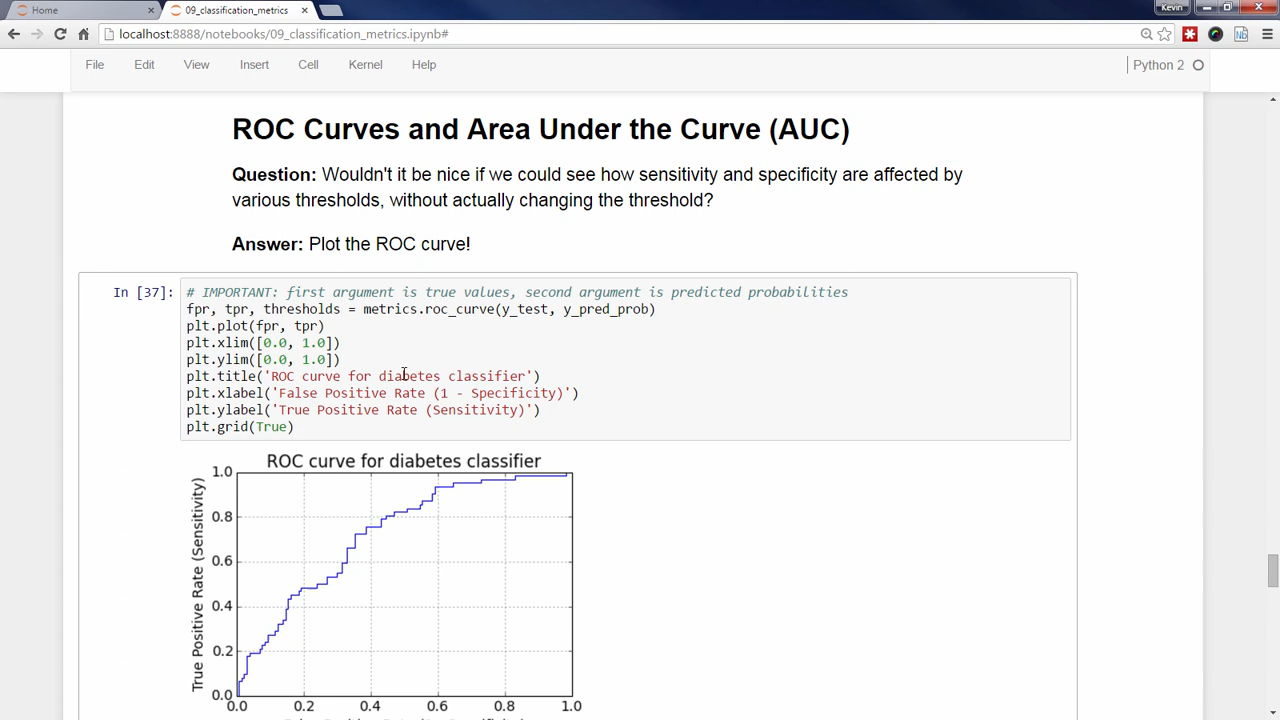 Home
09_classification_metrics
Kevin
localhost:8888/notebooks/09_classification_metrics.ipynb#
File Edit View Insert Cell Kernel Help
Python 2
ROC Curves and Area Under the Curve (AUC)
Question: Wouldn't it be nice if we could see how sensitivity and specificity are affected by
various thresholds, without actually changing the threshold?
Answer: Plot the ROC curve!
In [37]:
# IMPORTANT: first argument is true values, second argument is predicted probabilities
fpr, tpr, thresholds = metrics.roc_curve(y_test, y_pred_prob)
plt.plot(fpr, tpr)
plt.xlim([0.0, 1.0])
plt.ylim([0.0, 1.0])
plt.title('ROC curve for diabetes classifier')
plt.xlabel('False Positive Rate (1 - Specificity)')
plt.ylabel('True Positive Rate (Sensitivity)')
plt.grid(True)
ROC curve for diabetes classifier
True Positive Rate (Sensitivity)
1.0
0.8
0.6
0.4
0.2
0.0
0.0 0.2 0.4 0.6 0.8 1.0